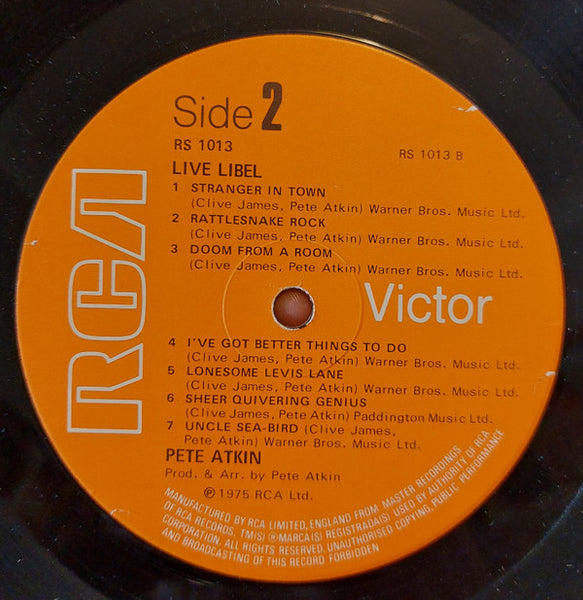 Side 2
RS 1013
RS 1013 B
LIVE LIBEL
1 STRANGER IN TOWN
(Clive James, Pete Atkin) Warner Bros. Music Ltd.
2 RATTLESNAKE ROCK
(Clive James, Pete Atkin) Warner Bros. Music Ltd.
3 DOOM FROM A ROOM
(Clive James, Pete Atkin) Warner Bros. Music Ltd.
RCA
Victor
4 I'VE GOT BETTER THINGS TO DO
(Clive James, Pete Atkin) Warner Bros. Music Ltd.
5 LONESOME LEVIS LANE
(Clive James, Pete Atkin) Warner Bros. Music Ltd.
6 SHEER QUIVERING GENIUS
(Clive James, Pete Atkin) Paddington Music Ltd.
7 UNCLE SEA-BIRD (Clive James,
Pete Atkin) Warner Bros. Music Ltd.
PETE ATKIN
Prod. & Arr. by Pete Atkin
℗ 1975 RCA Ltd.
MANUFACTURED BY RCA LIMITED, ENGLAND FROM MASTER RECORDINGS
OF RCA RECORDS. TM(S) ® MARCA(S) REGISTRADA(S) USED BY AUTHORITY OF RCA
CORPORATION. ALL RIGHTS RESERVED. UNAUTHORISED COPYING, PUBLIC PERFORMANCE
AND BROADCASTING OF THIS RECORD FORBIDDEN